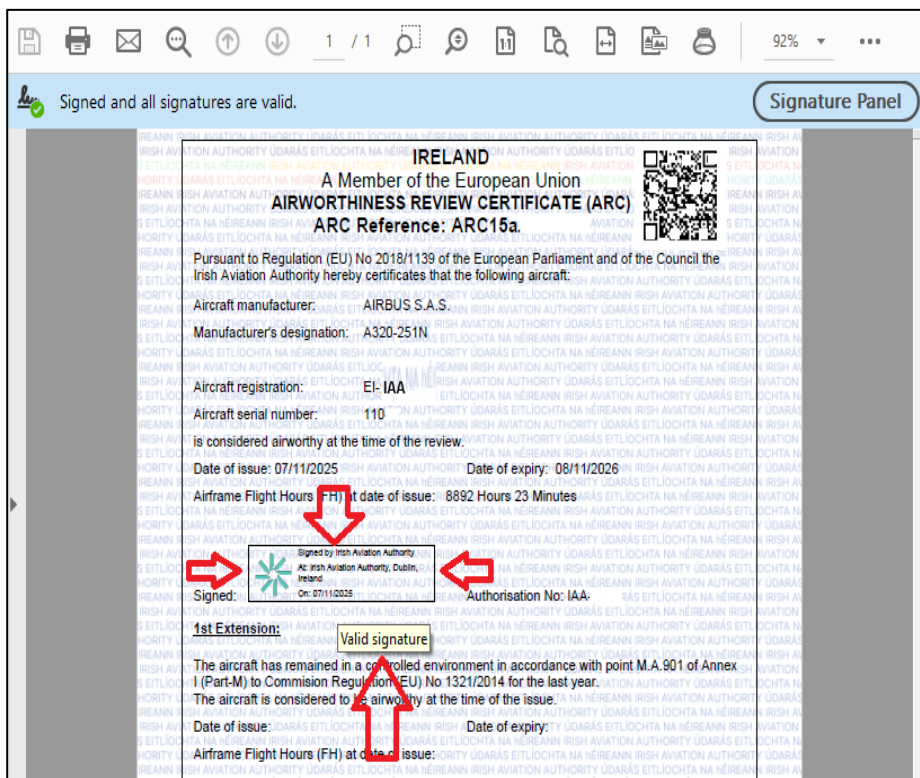 1 / 1
92%
Signed and all signatures are valid.
Signature Panel
IRELAND
A Member of the European Union
AIRWORTHINESS REVIEW CERTIFICATE (ARC)
ARC Reference: ARC15a.
Pursuant to Regulation (EU) No 2018/1139 of the European Parliament and of the Council the
Irish Aviation Authority hereby certificates that the following aircraft:
Aircraft manufacturer: AIRBUS S.A.S.
Manufacturer's designation: A320-251N
Aircraft registration: EI- IAA
Aircraft serial number: 110
is considered airworthy at the time of the review.
Date of issue: 07/11/2025 Date of expiry: 08/11/2026
Airframe Flight Hours (FH) at date of issue: 8892 Hours 23 Minutes
Signed by Irish Aviation Authority
At: Irish Aviation Authority, Dublin,
Ireland
On: 07/11/2025
Signed: Authorisation No: IAA-
1st Extension:
Valid signature
The aircraft has remained in a controlled environment in accordance with point M.A.901 of Annex
I (Part-M) to Commision Regulation (EU) No 1321/2014 for the last year.
The aircraft is considered to be airworthy at the time of the issue.
Date of issue: Date of expiry:
Airframe Flight Hours (FH) at date of issue: